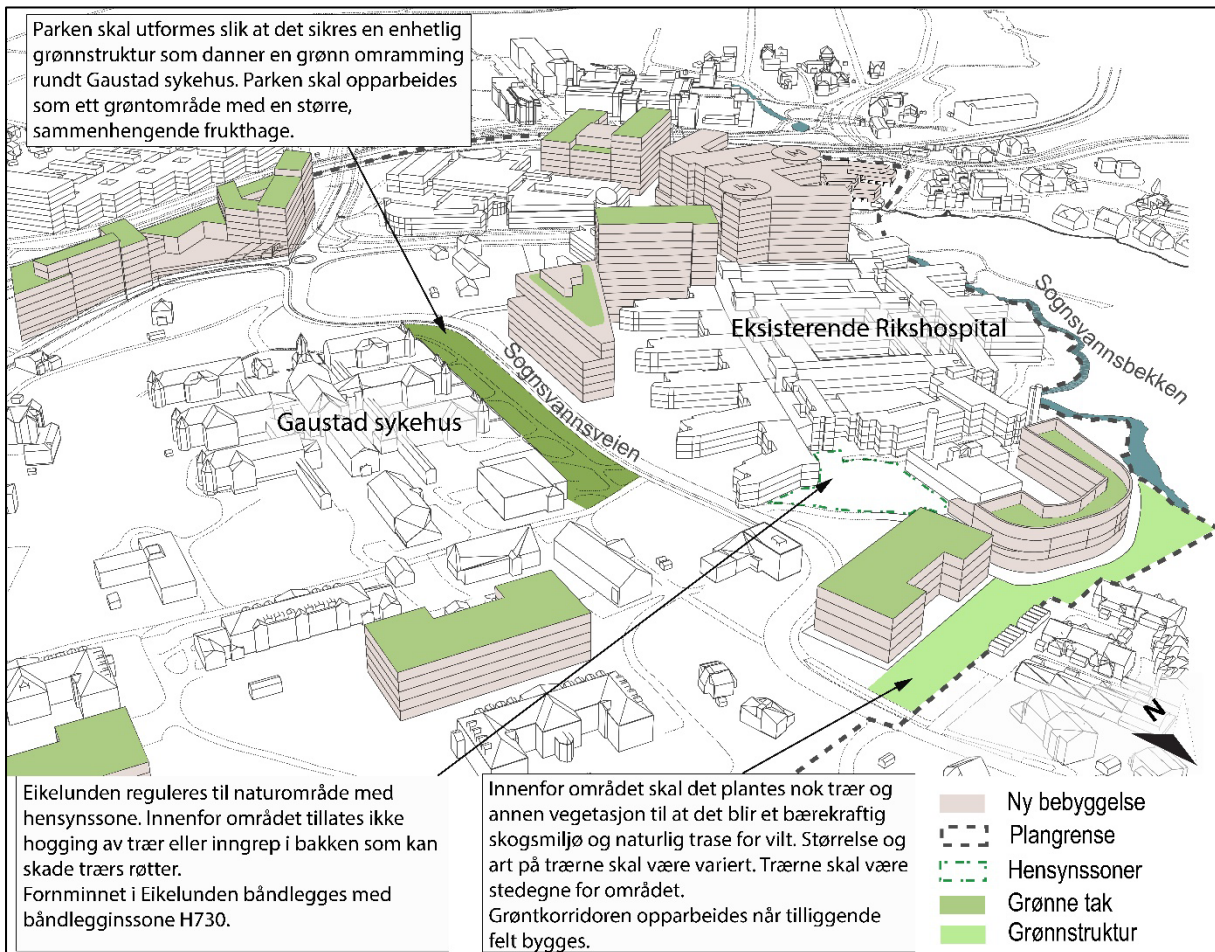 Parken skal utformes slik at det sikres en enhetlig
grønnstruktur som danner en grønn omramming
rundt Gaustad sykehus. Parken skal opparbeides
som ett grøntområde med en større,
sammenhengende frukthage.
Sognsvannsbekken
Eksisterende Rikshospital
Sognsvannsveien
Gaustad sykehus
N
Eikelunden reguleres til naturområde med
hensynssone. Innenfor området tillates ikke
hogging av trær eller inngrep i bakken som kan
skade trærs røtter.
Fornminnet i Eikelunden båndlegges med
båndlegginssone H730.
Innenfor området skal det plantes nok trær og
annen vegetasjon til at det blir et bærekraftig
skogsmiljø og naturlig trase for vilt. Størrelse og
art på trærne skal være variert. Trærne skal være
stedegne for området.
Grøntkorridoren opparbeides når tilliggende
felt bygges.
Ny bebyggelse
Plangrense
Hensynssoner
Grønne tak
Grønnstruktur